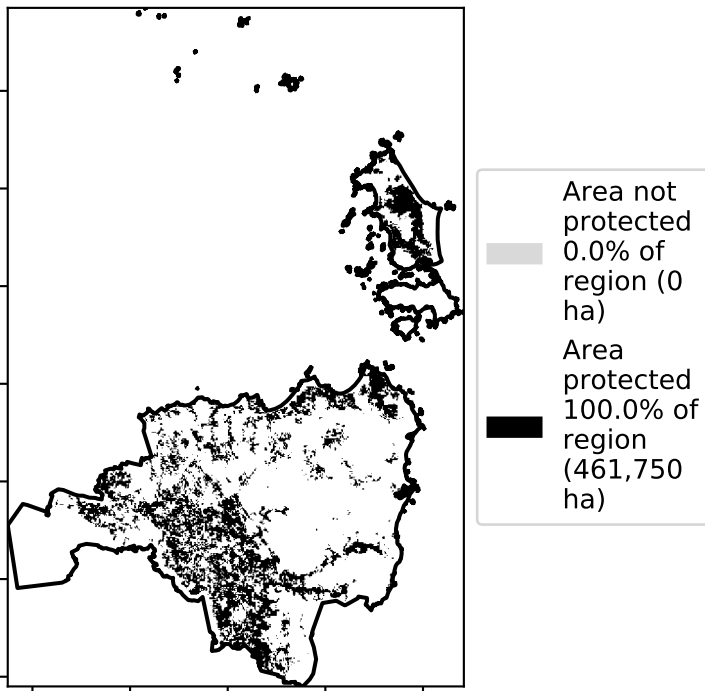 Area not
protected
0.0% of
region (0
ha)
Area
protected
100.0% of
region
(461,750
ha)